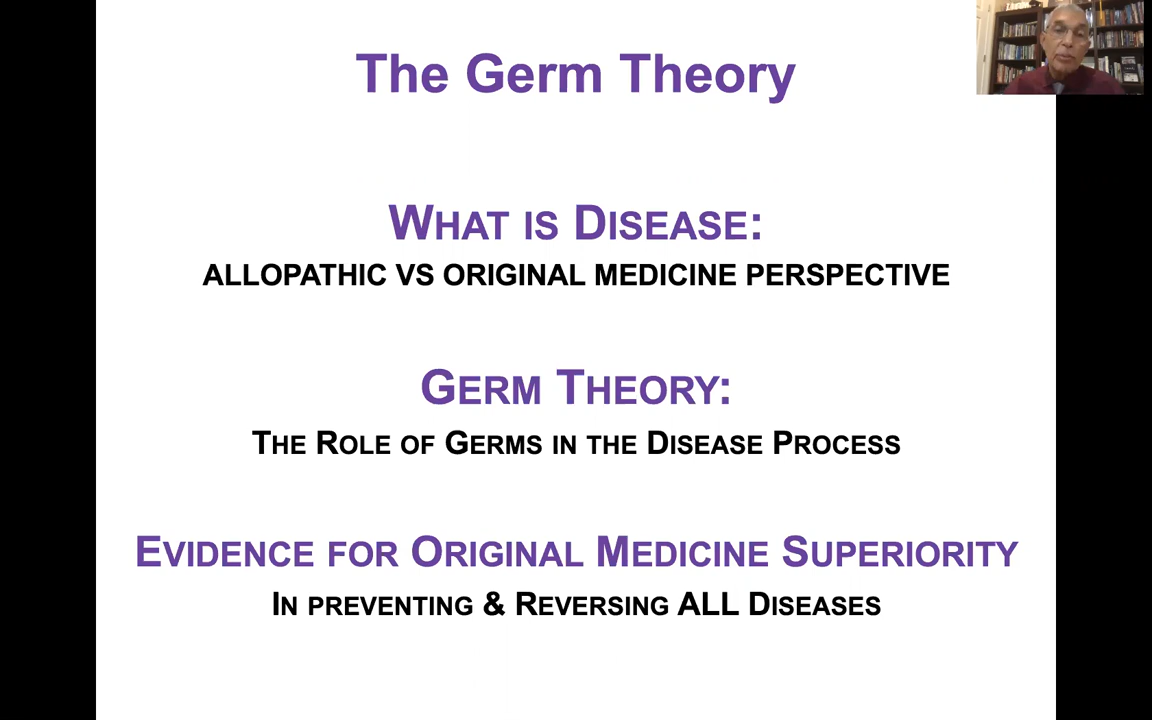 The Germ Theory
WHAT IS DISEASE:
ALLOPATHIC VS ORIGINAL MEDICINE PERSPECTIVE
GERM THEORY:
THE ROLE OF GERMS IN THE DISEASE PROCESS
EVIDENCE FOR ORIGINAL MEDICINE SUPERIORITY
IN PREVENTING & REVERSING ALL DISEASES